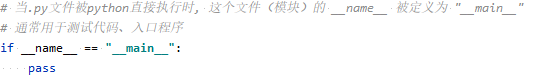 # 当.py文件被python直接执行时, 这个文件（模块）的 __name__ 被定义为 "__main__"
# 通常用于测试代码、入口程序
if __name__ == "__main__":
    pass